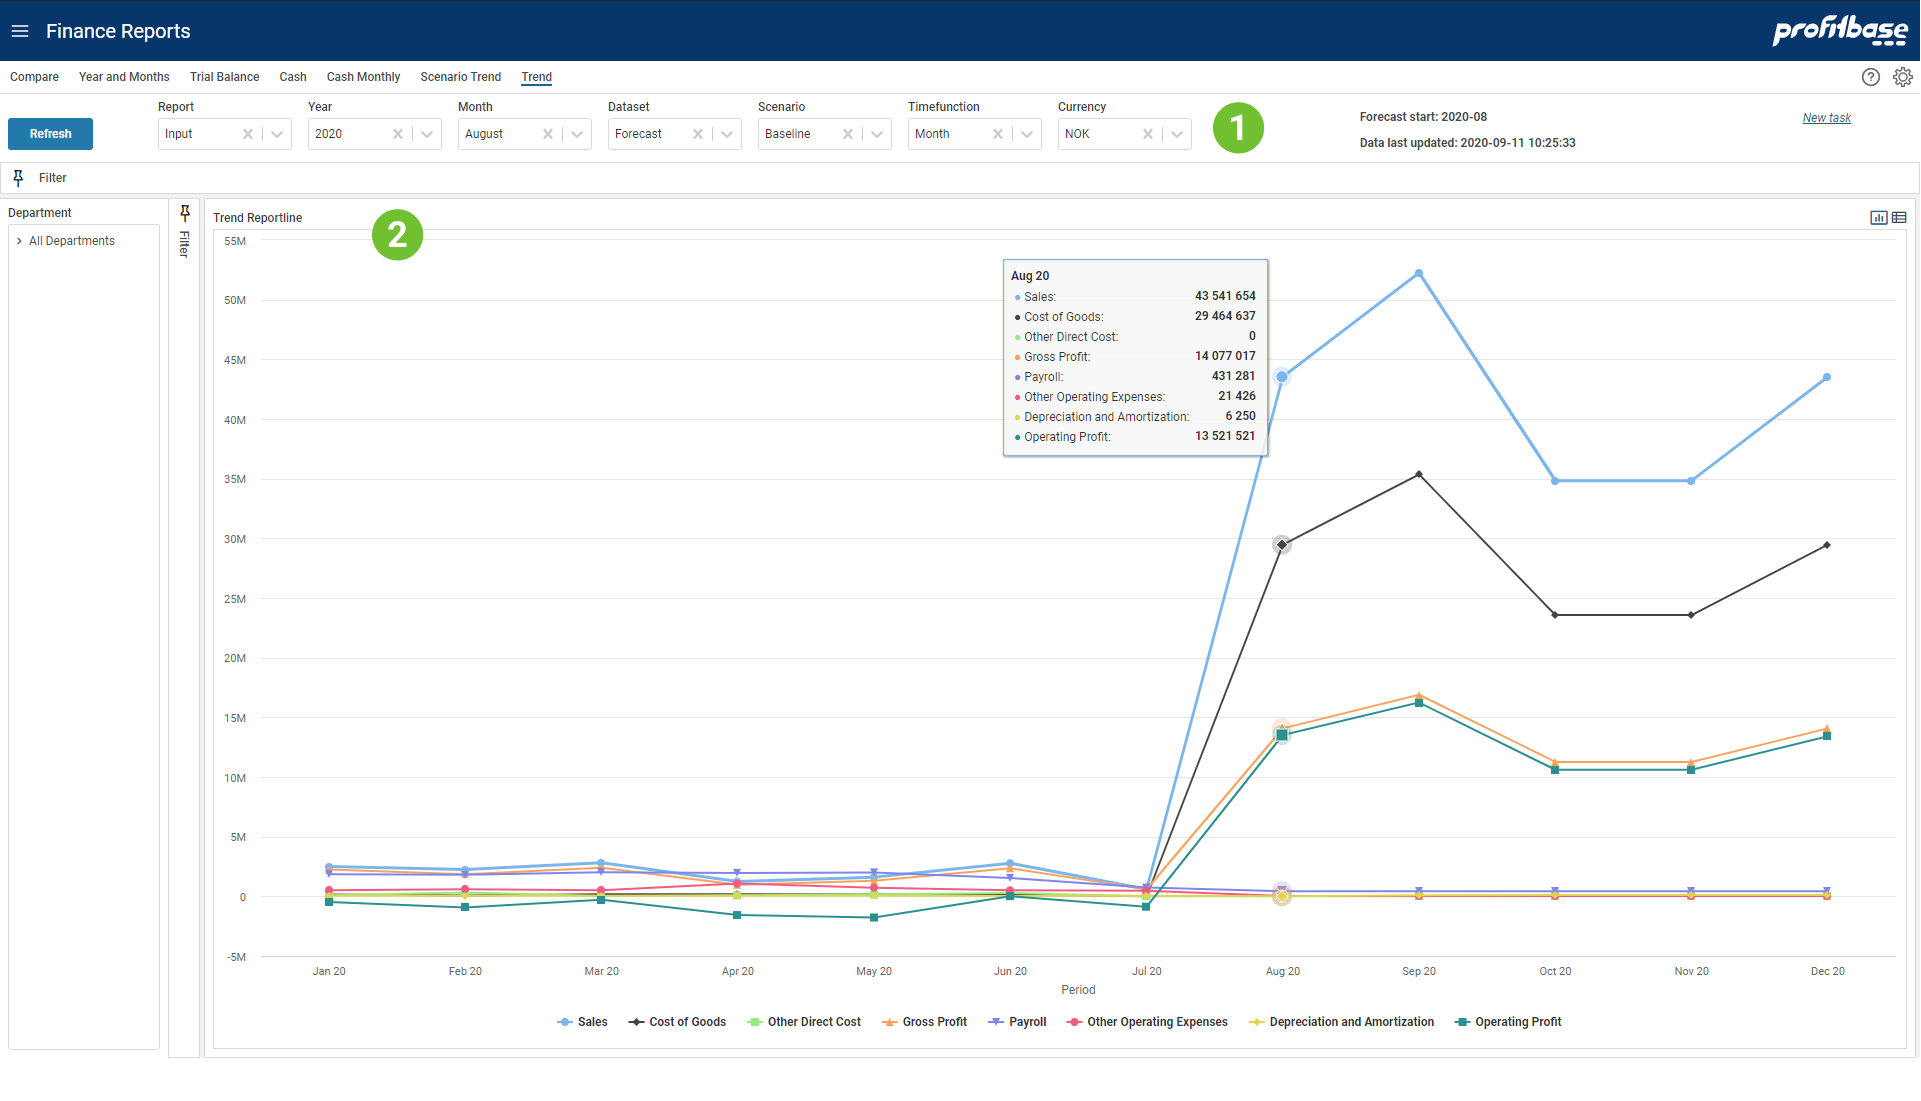 Finance Reports
profitbase
Compare Year and Months Trial Balance Cash Cash Monthly Scenario Trend Trend
?
Report Year Month Dataset Scenario Timefunction Currency
Refresh Input 2020 August Forecast Baseline Month NOK
1
Forecast start: 2020-08
Data last updated: 2020-09-11 10:25:33
New task
Filter
Department
All Departments
Filter
Trend Reportline
2
55M
50M
45M
40M
35M
30M
25M
20M
15M
10M
5M
0
-5M
Aug 20
Sales: 43 541 654
Cost of Goods: 29 464 637
Other Direct Cost: 0
Gross Profit: 14 077 017
Payroll: 431 281
Other Operating Expenses: 21 426
Depreciation and Amortization: 6 250
Operating Profit: 13 521 521
Jan 20 Feb 20 Mar 20 Apr 20 May 20 Jun 20 Jul 20 Aug 20 Sep 20 Oct 20 Nov 20 Dec 20
Period
Sales Cost of Goods Other Direct Cost Gross Profit Payroll Other Operating Expenses Depreciation and Amortization Operating Profit